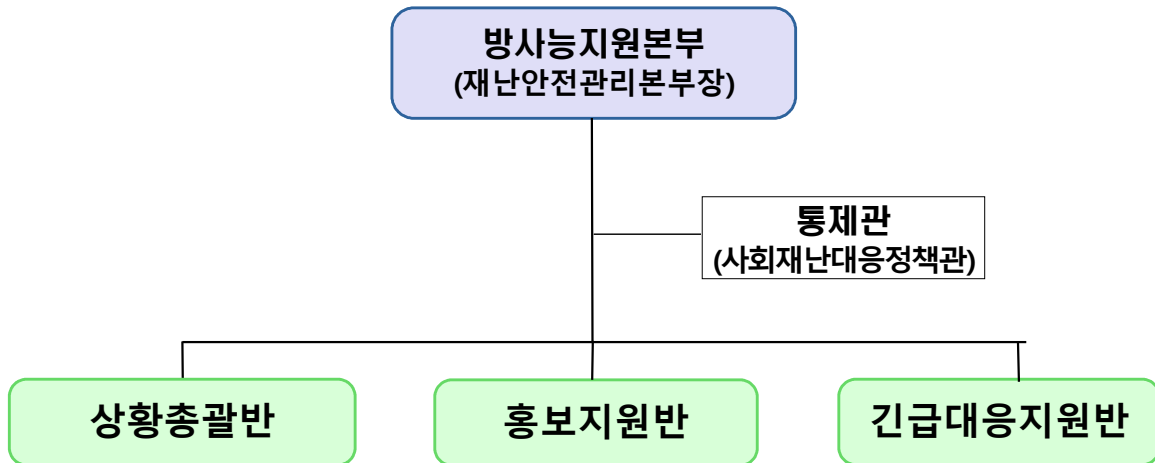 방사능지원본부
(재난안전관리본부장)
통제관
(사회재난대응정책관)
상황총괄반
홍보지원반
긴급대응지원반